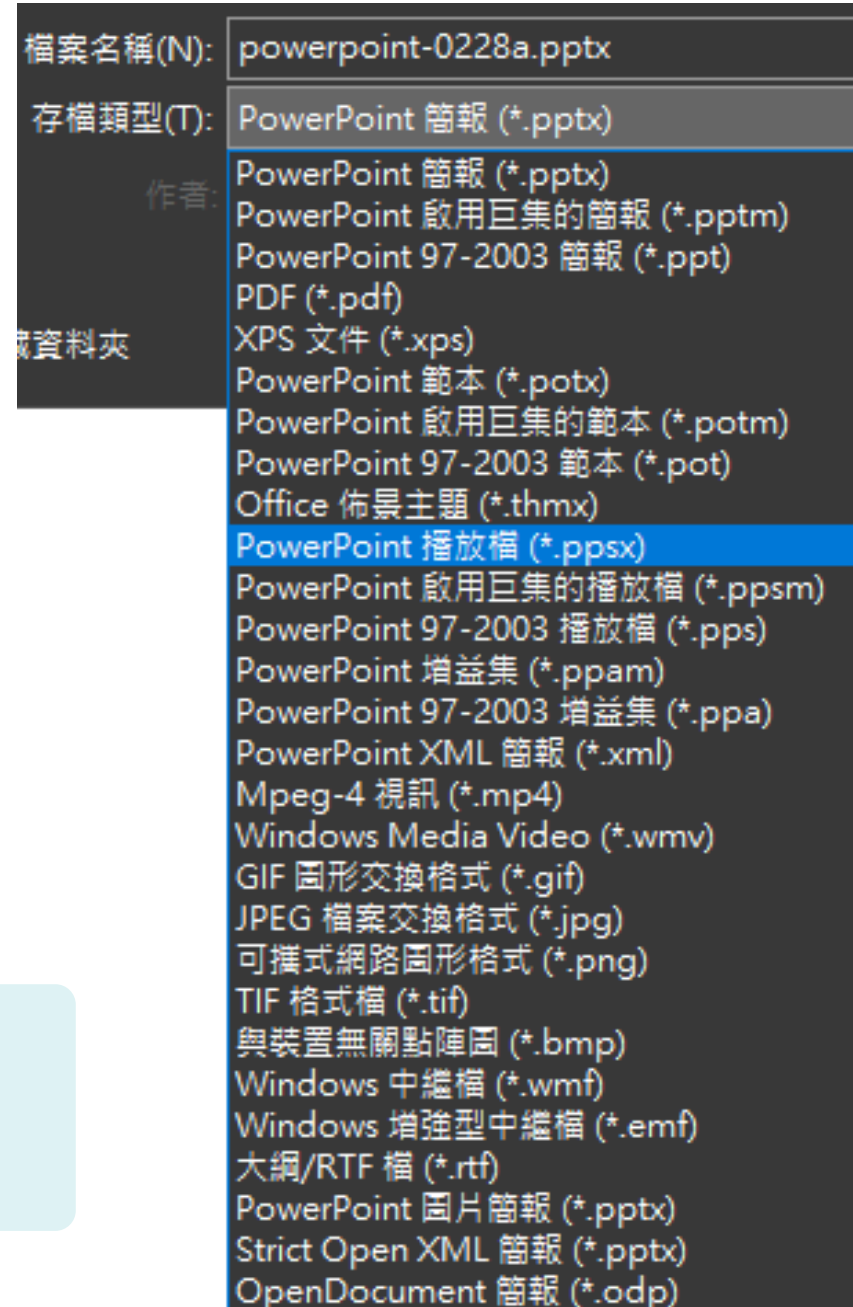 檔案名稱(N): powerpoint-0228a.pptx
存檔類型(T): PowerPoint 簡報 (*.pptx)
作者:
資料夾
PowerPoint 簡報 (*.pptx)
PowerPoint 啟用巨集的簡報 (*.pptm)
PowerPoint 97-2003 簡報 (*.ppt)
PDF (*.pdf)
XPS 文件 (*.xps)
PowerPoint 範本 (*.potx)
PowerPoint 啟用巨集的範本 (*.potm)
PowerPoint 97-2003 範本 (*.pot)
Office 佈景主題 (*.thmx)
PowerPoint 播放檔 (*.ppsx)
PowerPoint 啟用巨集的播放檔 (*.ppsm)
PowerPoint 97-2003 播放檔 (*.pps)
PowerPoint 增益集 (*.ppam)
PowerPoint 97-2003 增益集 (*.ppa)
PowerPoint XML 簡報 (*.xml)
Mpeg-4 視訊 (*.mp4)
Windows Media Video (*.wmv)
GIF 圖形交換格式 (*.gif)
JPEG 檔案交換格式 (*.jpg)
可攜式網路圖形格式 (*.png)
TIF 格式檔 (*.tif)
與裝置無關點陣圖 (*.bmp)
Windows 中繼檔 (*.wmf)
Windows 增強型中繼檔 (*.emf)
大綱/RTF 檔 (*.rtf)
PowerPoint 圖片簡報 (*.pptx)
Strict Open XML 簡報 (*.pptx)
OpenDocument 簡報 (*.odp)